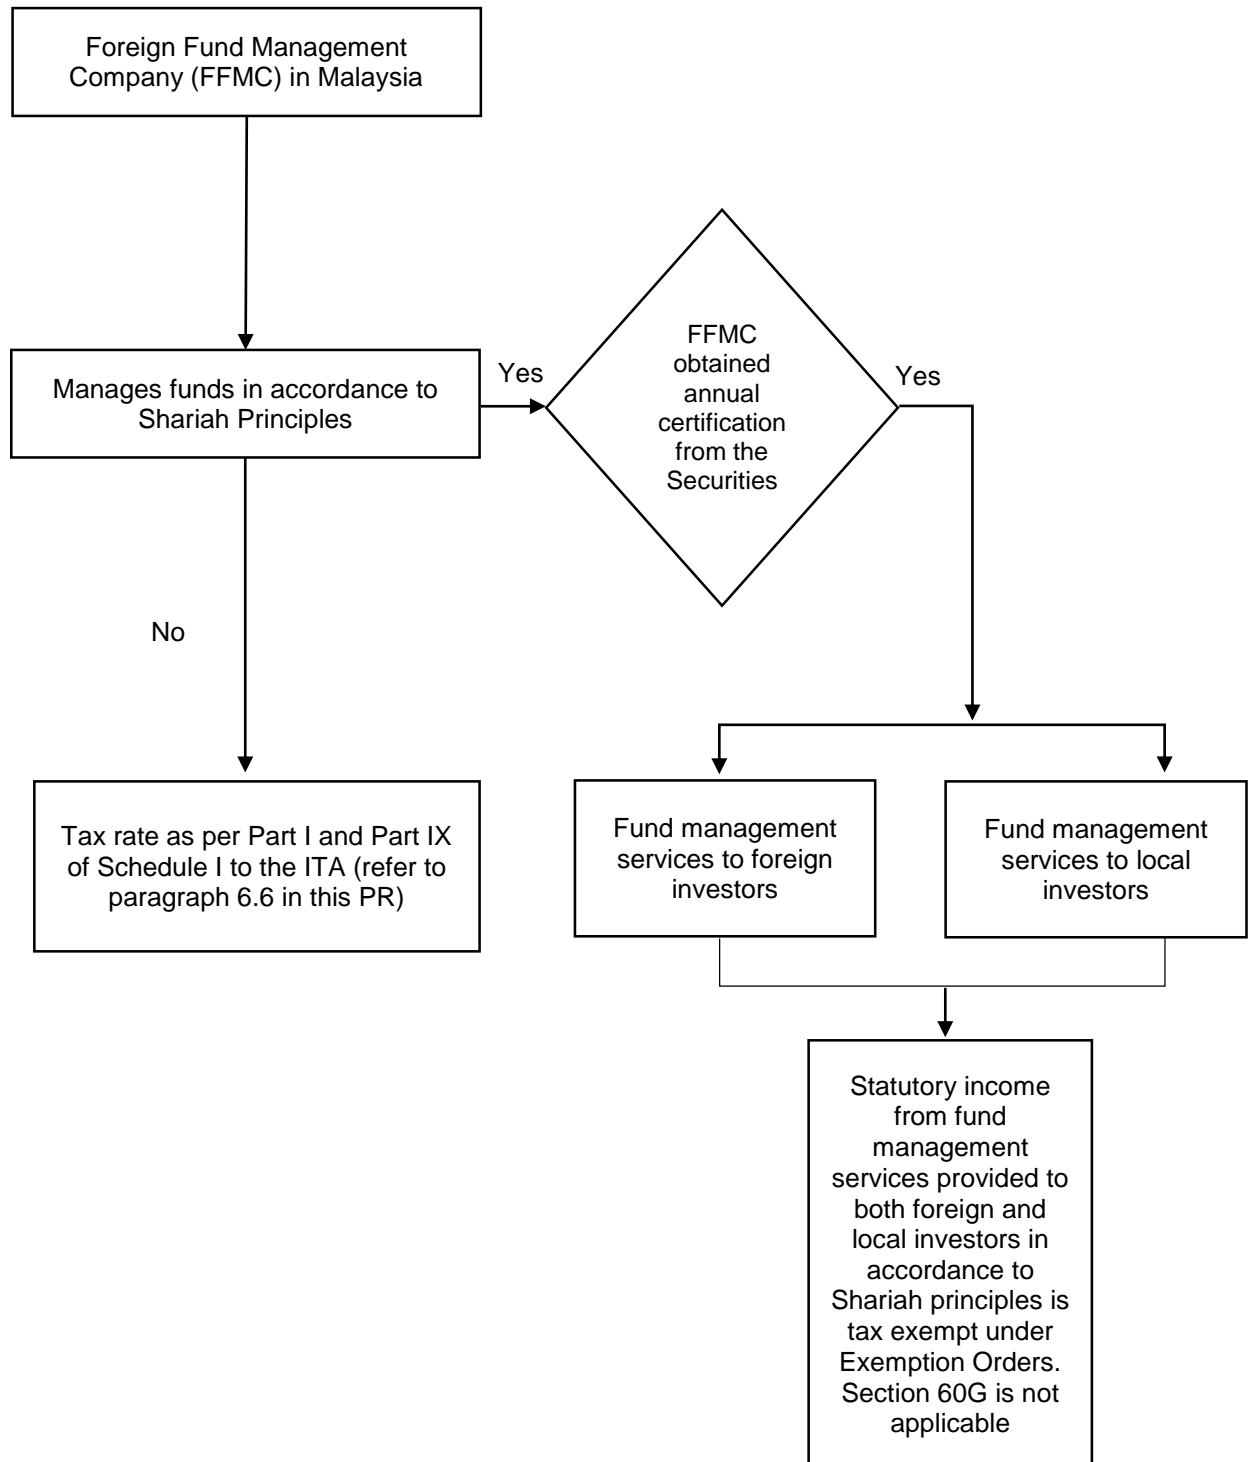 Foreign Fund Management
Company (FFMC) in Malaysia
Manages funds in accordance to
Shariah Principles
Yes
FFMC
obtained
annual
certification
from the
Securities
Yes
No
Tax rate as per Part I and Part IX
of Schedule I to the ITA (refer to
paragraph 6.6 in this PR)
Fund management
services to foreign
investors
Fund management
services to local
investors
Statutory income
from fund
management
services provided to
both foreign and
local investors in
accordance to
Shariah principles is
tax exempt under
Exemption Orders.
Section 60G is not
applicable